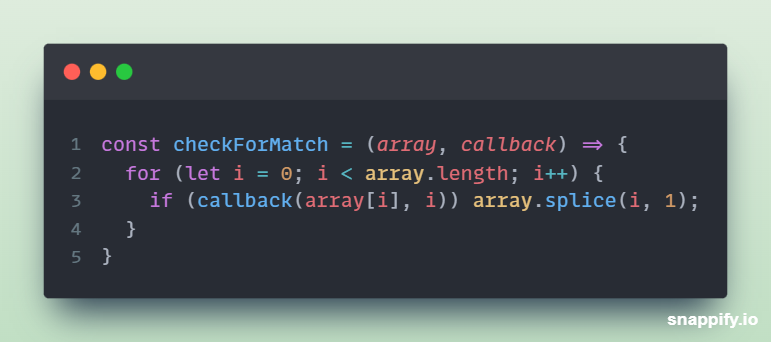 1 const checkForMatch = (array, callback) => {
2   for (let i = 0; i < array.length; i++) {
3     if (callback(array[i], i)) array.splice(i, 1);
4   }
5 }
snappify.io